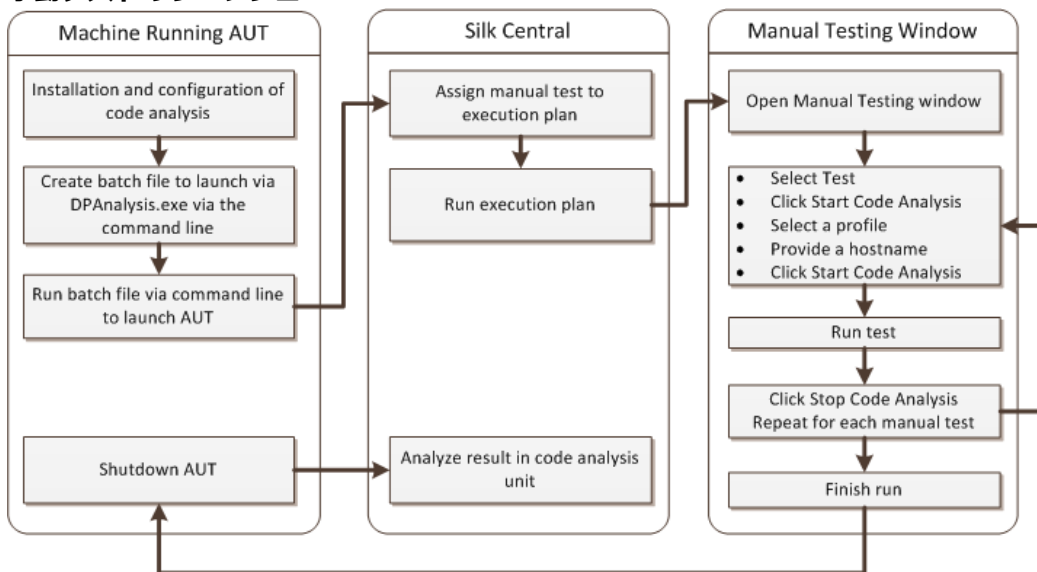 Machine Running AUT
Installation and configuration of
code analysis
Create batch file to launch via
DPAnalysis.exe via the
command line
Run batch file via command line
to launch AUT
Shutdown AUT
Silk Central
Assign manual test to
execution plan
Run execution plan
Analyze result in code analysis
unit
Manual Testing Window
Open Manual Testing window
• Select Test
• Click Start Code Analysis
• Select a profile
• Provide a hostname
• Click Start Code Analysis
Run test
Click Stop Code Analysis
Repeat for each manual test
Finish run